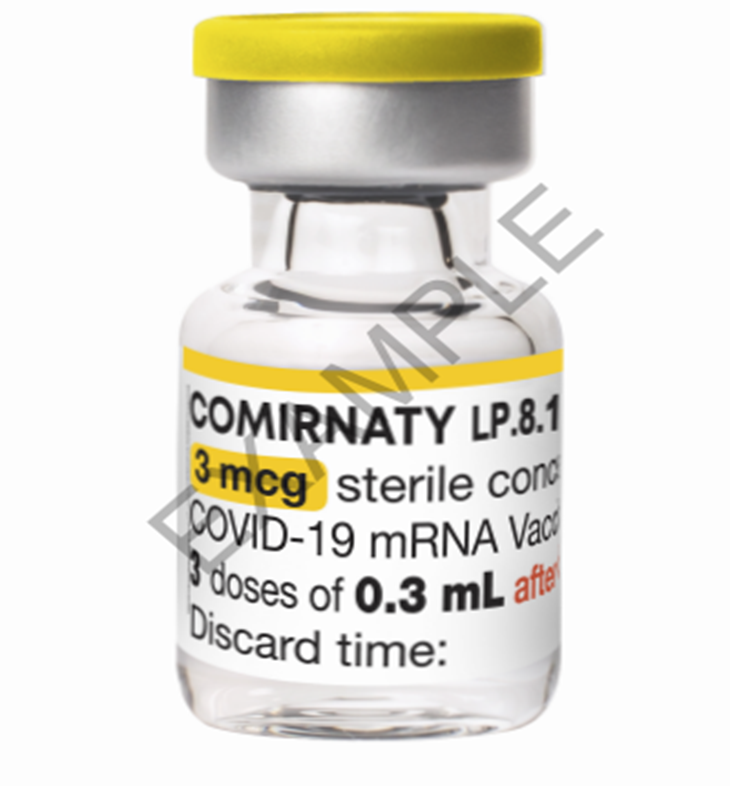 COMIRNATY LP.8.1
3 mcg sterile conc
COVID-19 mRNA Vacc
3 doses of 0.3 mL after
Discard time:
EXAMPLE